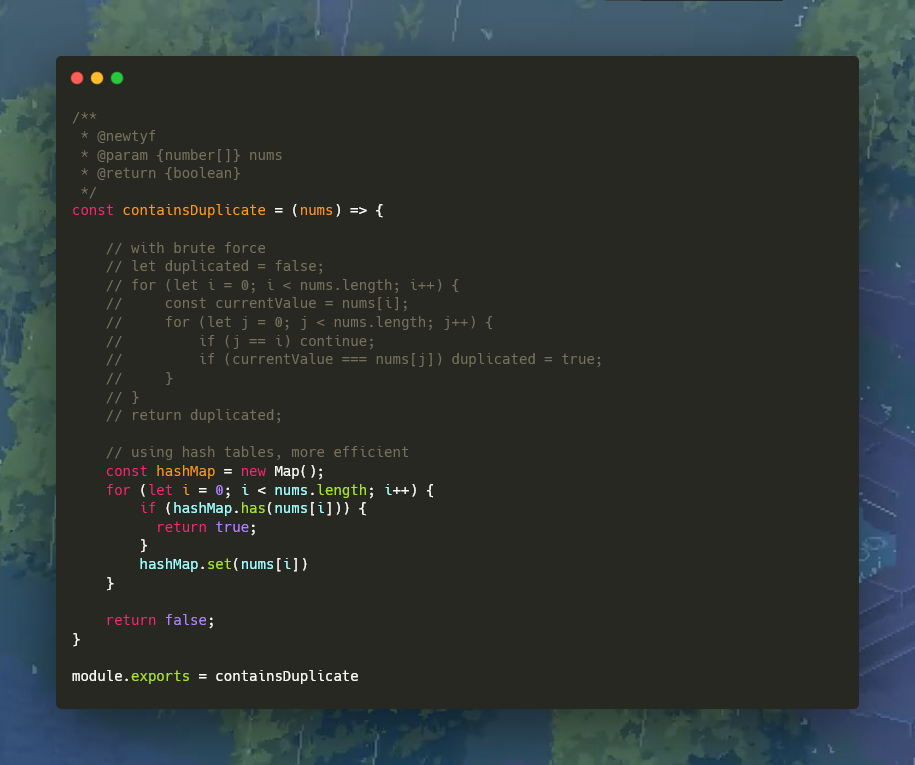 /**
 * @newtyf
 * @param {number[]} nums
 * @return {boolean}
 */
const containsDuplicate = (nums) => {

    // with brute force
    // let duplicated = false;
    // for (let i = 0; i < nums.length; i++) {
    //     const currentValue = nums[i];
    //     for (let j = 0; j < nums.length; j++) {
    //         if (j == i) continue;
    //         if (currentValue === nums[j]) duplicated = true;
    //     }
    // }
    // return duplicated;

    // using hash tables, more efficient
    const hashMap = new Map();
    for (let i = 0; i < nums.length; i++) {
        if (hashMap.has(nums[i])) {
          return true;
        }
        hashMap.set(nums[i])
    }

    return false;
}

module.exports = containsDuplicate